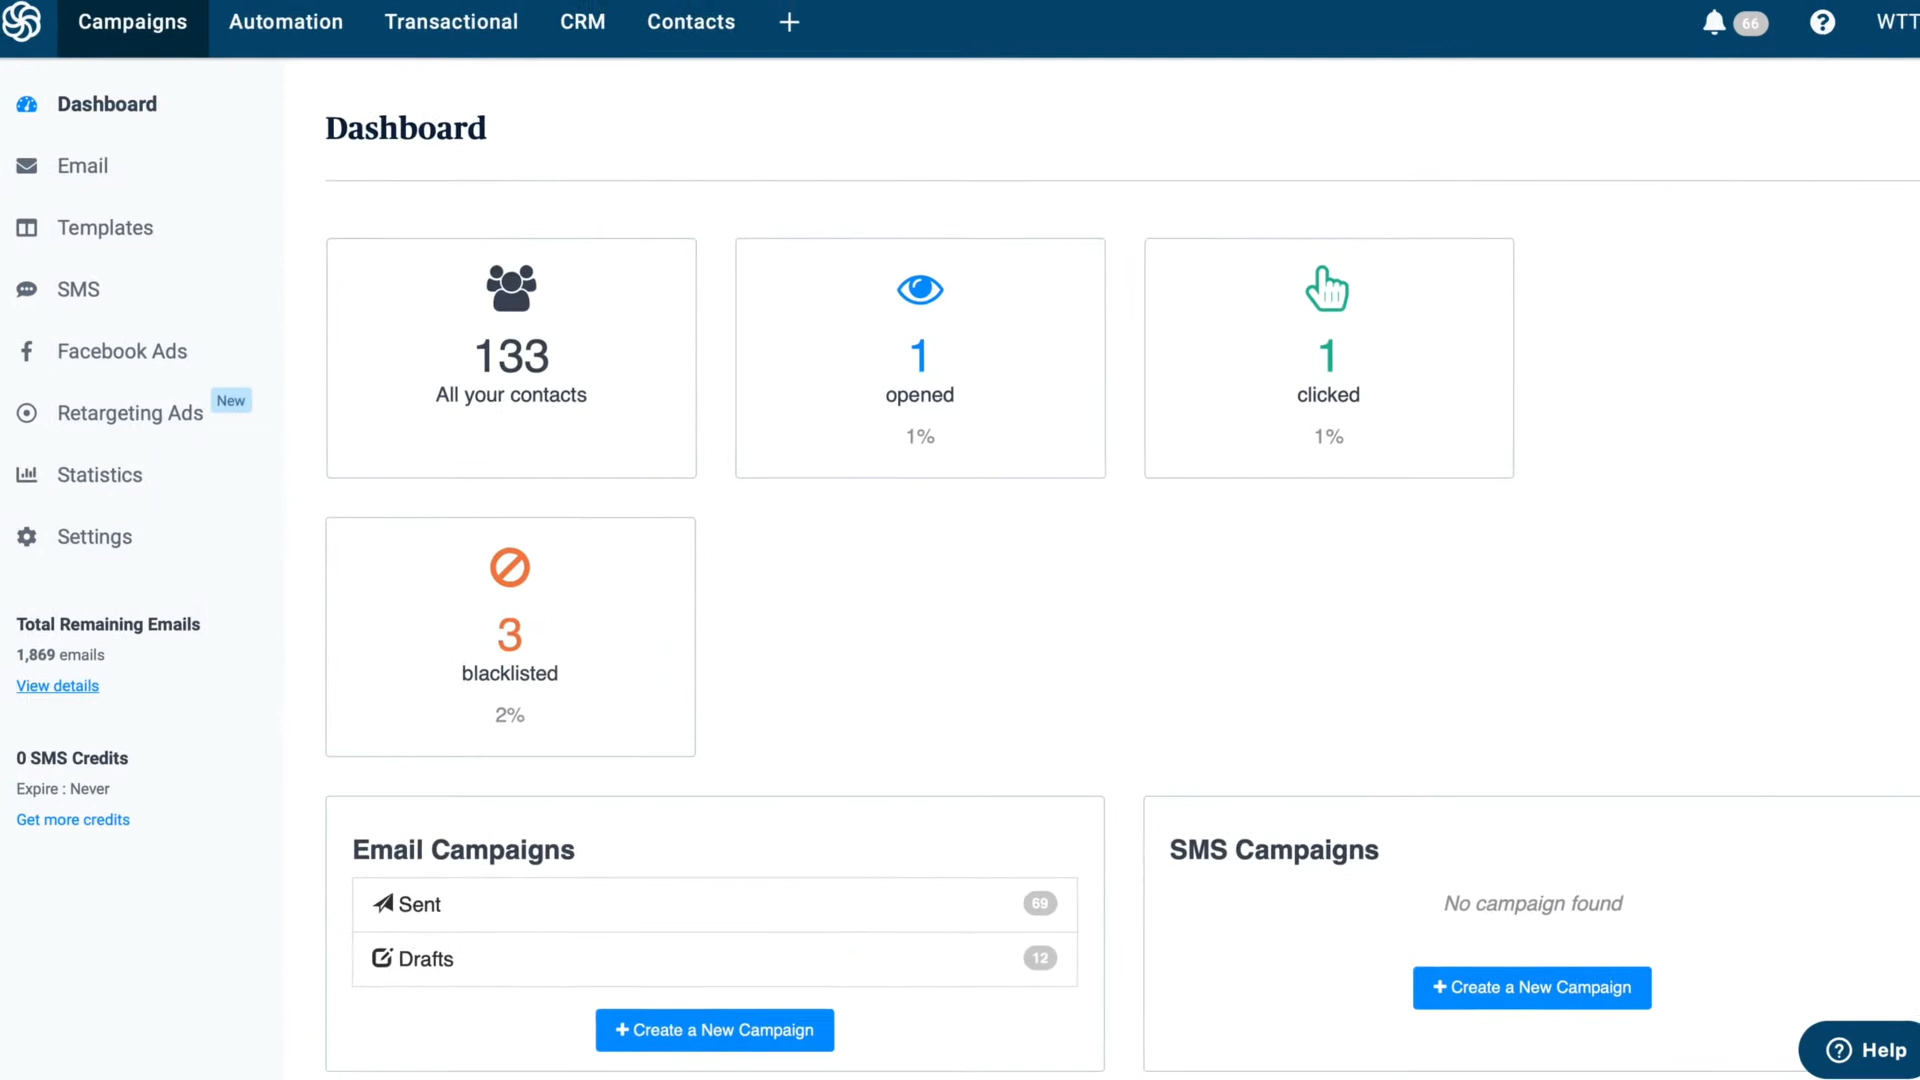 Campaigns
Automation
Transactional
CRM
Contacts
66
WTT
Dashboard
Email
Templates
SMS
Facebook Ads
Retargeting Ads
New
Statistics
Settings
Total Remaining Emails
1,869 emails
View details
0 SMS Credits
Expire : Never
Get more credits
Dashboard
133
All your contacts
1
opened
1%
1
clicked
1%
3
blacklisted
2%
Email Campaigns
Sent
69
Drafts
12
Create a New Campaign
SMS Campaigns
No campaign found
Create a New Campaign
Help